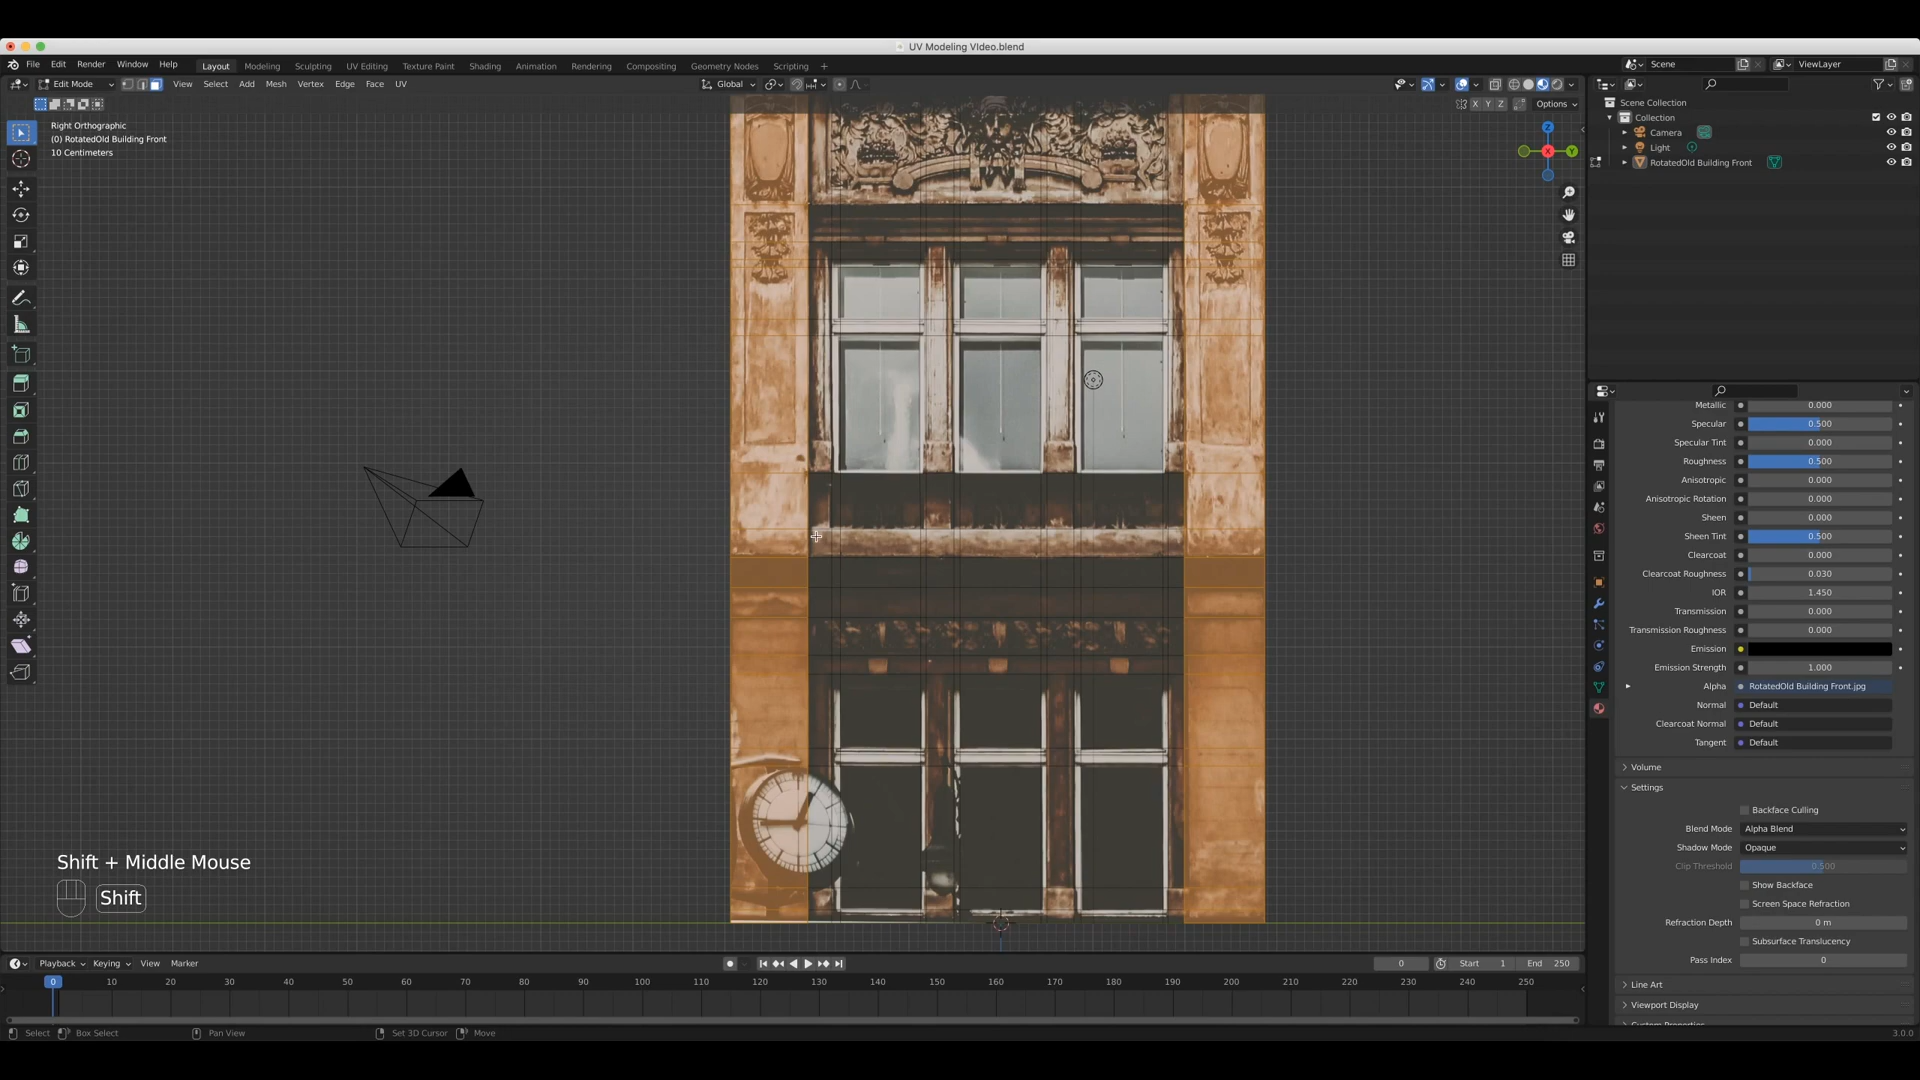 UV Modeling VIdeo.blend
File Edit Render Window Help Layout Modeling Sculpting UV Editing Texture Paint Shading Animation Compositing Geometry Nodes Rendering Scripting + Scene ViewLayer
Edit Mode View Select Add Mesh Vertex Edge Face UV Global
X Y Z Options
Right Orthographic
(0) RotatedOld Building Front
10 Centimeters
Z
X
Y
Scene Collection
Collection
Camera
Light
RotatedOld Building Front
Metallic 0.000
Specular 0.500
Specular Tint 0.000
Roughness 0.500
Anisotropic 0.000
Anisotropic Rotation 0.000
Sheen 0.000
Sheen Tint 0.500
Clearcoat 0.000
Clearcoat Roughness 0.030
IOR 1.450
Transmission 0.000
Transmission Roughness 0.000
Emission
Emission Strength 1.000
Alpha RotatedOld Building Front.jpg
Normal Default
Clearcoat Normal Default
Tangent Default
Volume
Settings
Backface Culling
Blend Mode Alpha Blend
Shadow Mode Opaque
Clip Threshold 0.500
Show Backface
Screen Space Refraction
Refraction Depth 0 m
Subsurface Translucency
Pass Index 0
Line Art
Viewport Display
Custom Properties
Shift + Middle Mouse
Shift
Playback Keying View Marker 0 Start 1 End 250
0 10 20 30 40 50 60 70 80 90 100 110 120 130 140 150 160 170 180 190 200 210 220 230 240 250
Select Box Select Pan View Set 3D Cursor Move 3.0.0